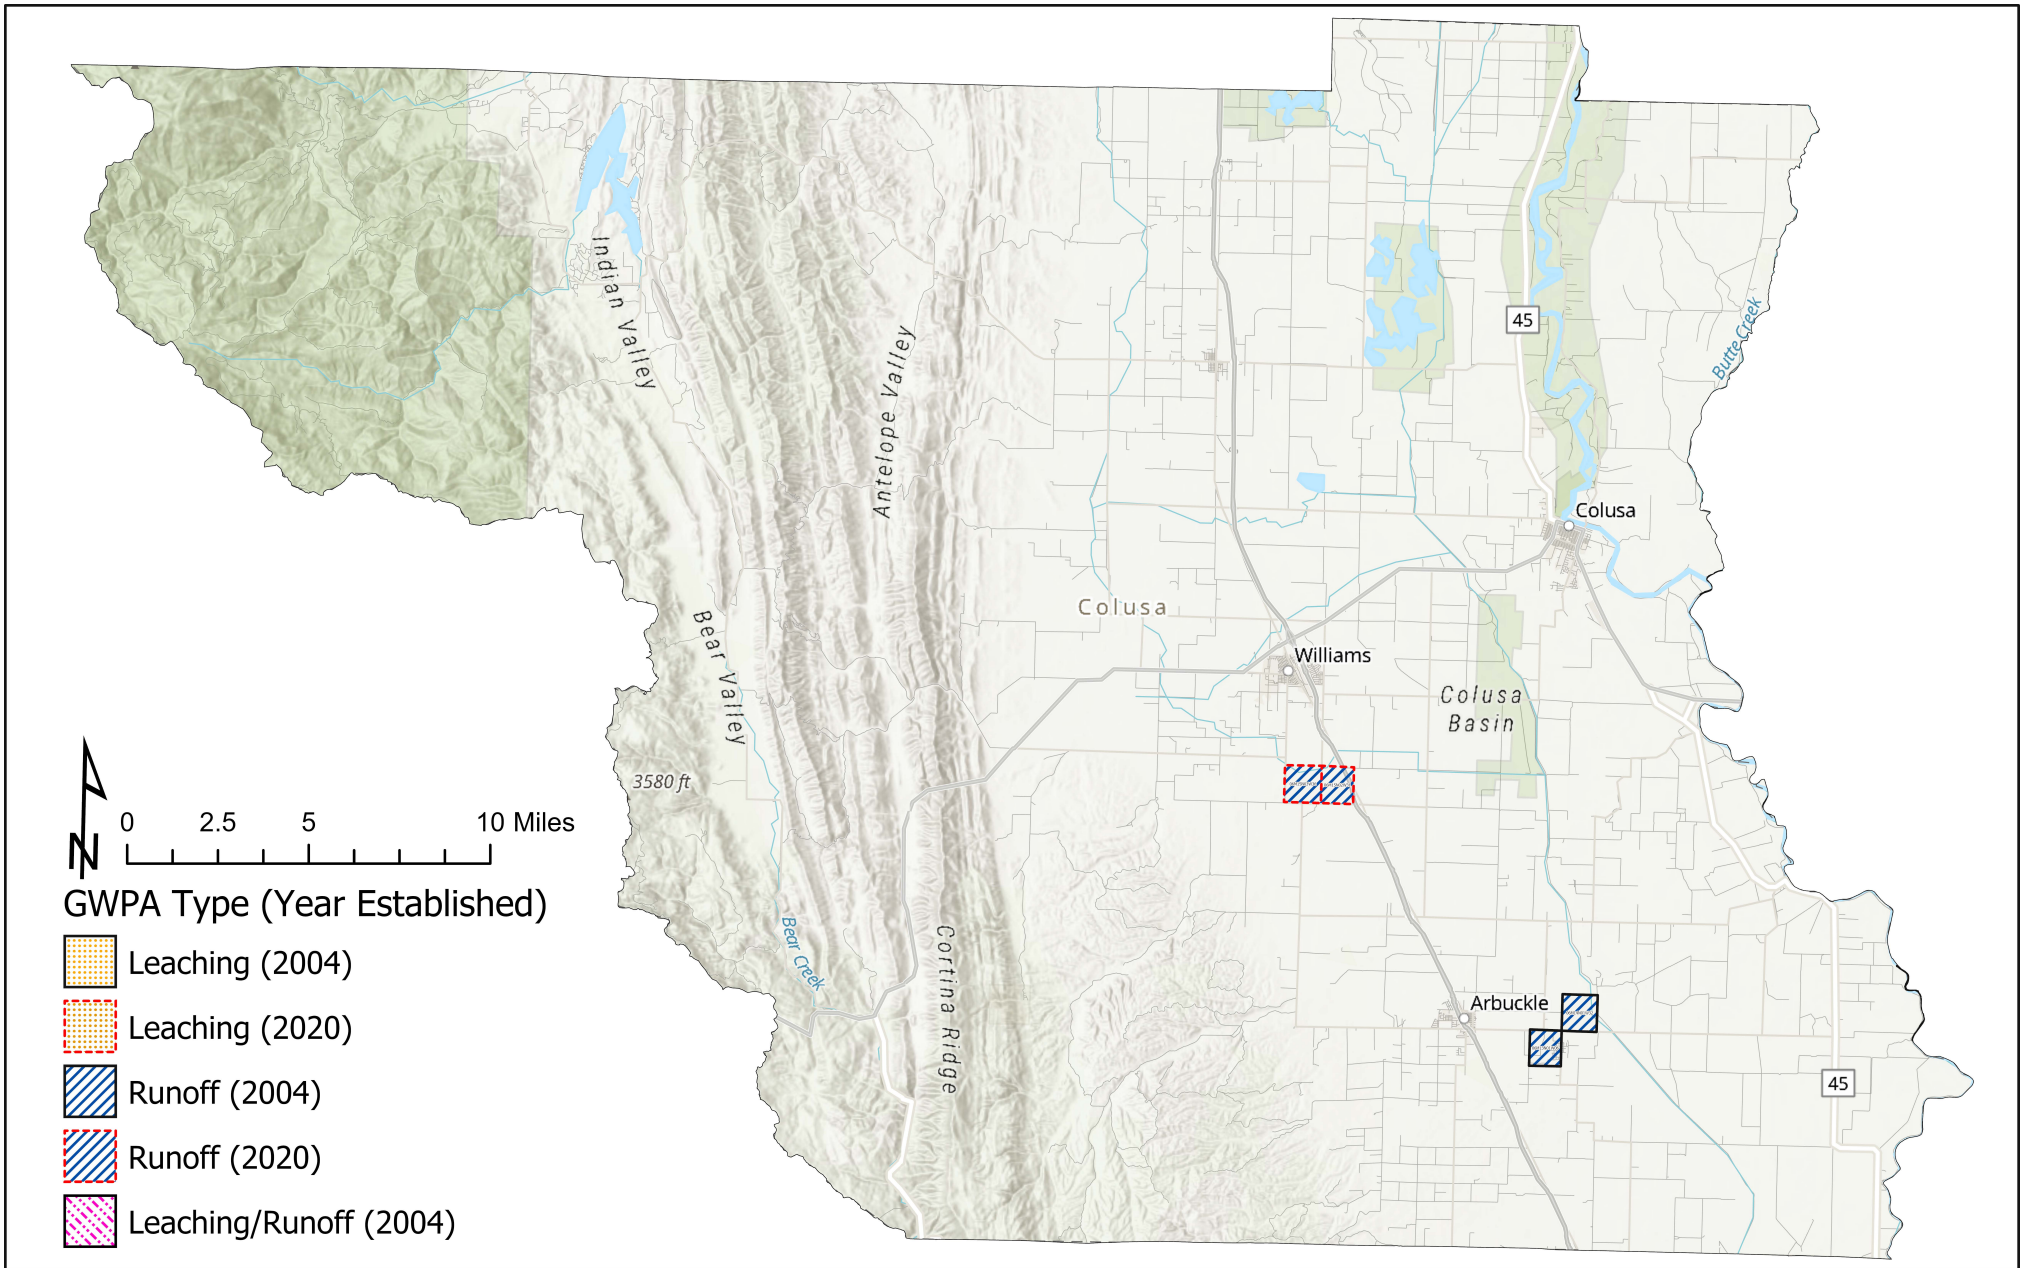 Indian Valley
Antelope Valley
45
Butte Creek
Colusa
Colusa
Williams
Bear Valley
Colusa
Basin
3580 ft
N
0 2.5 5 10 Miles
GWPA Type (Year Established)
Leaching (2004)
Leaching (2020)
Runoff (2004)
Runoff (2020)
Leaching/Runoff (2004)
Bear Creek
Cortina Ridge
Arbuckle
45